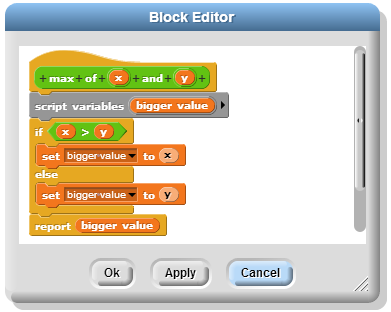 Block Editor
+ max + of + x + and + y +
script variables bigger value
if x > y
set bigger value to x
else
set bigger value to y
report bigger value
Ok Apply Cancel